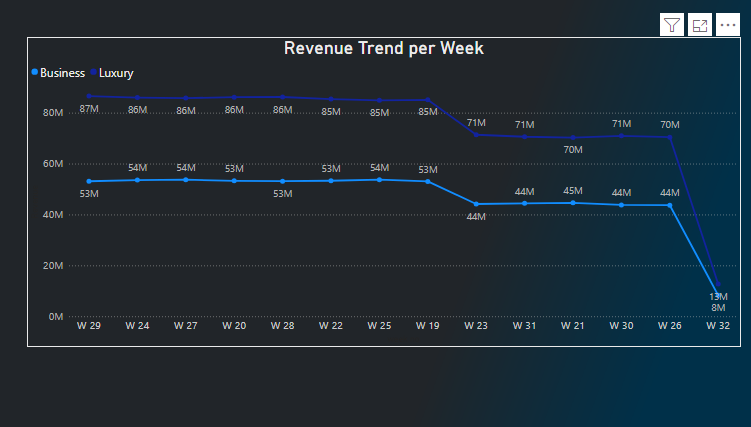 Revenue Trend per Week
Business Luxury
80M
60M
40M
20M
0M
87M 86M 86M 86M 86M 85M 85M 85M 71M 71M 70M 71M 70M 13M
53M 54M 54M 53M 53M 53M 54M 53M 44M 44M 45M 44M 44M 8M
W 29 W 24 W 27 W 20 W 28 W 22 W 25 W 19 W 23 W 31 W 21 W 30 W 26 W 32